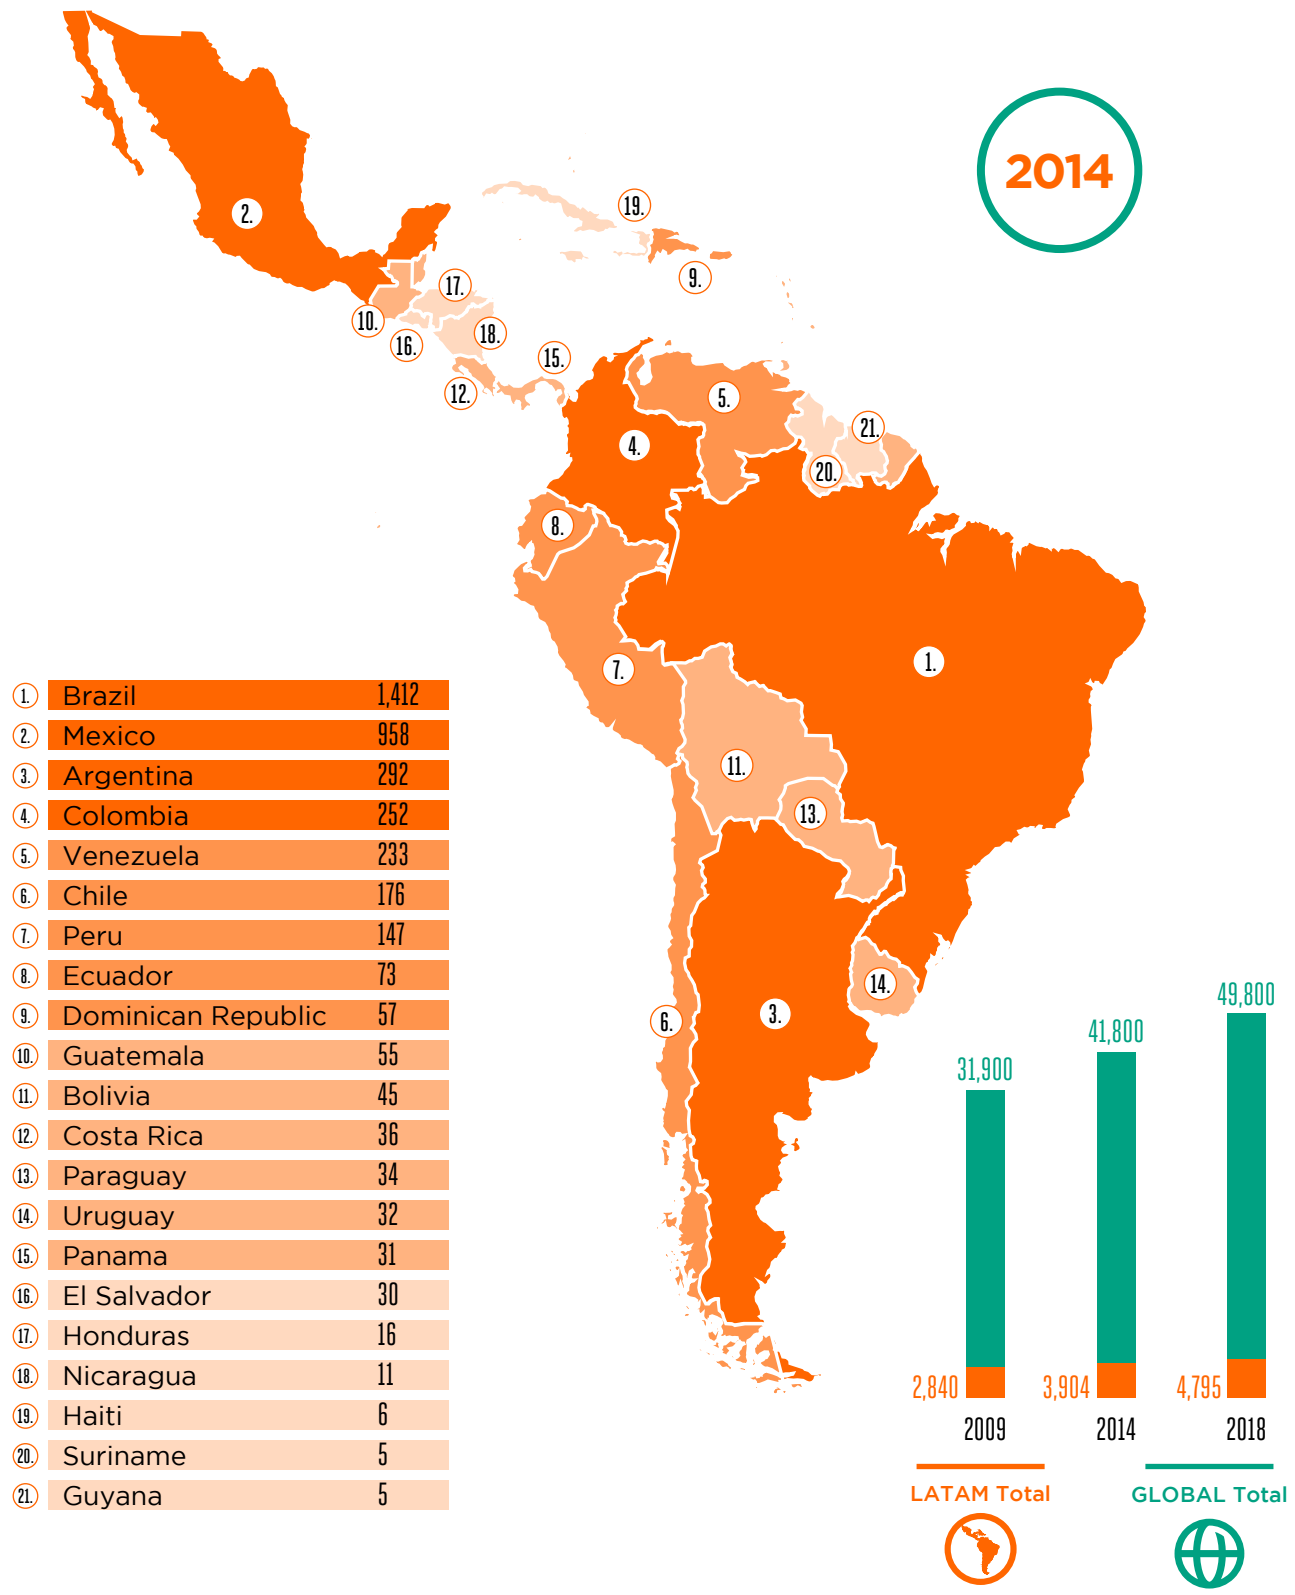 2014
2.
19.
9.
17.
10.
18.
16.
15.
12.
5.
21.
4.
20.
8.
1.
7.
11.
13.
14.
3.
6.
1. Brazil 1,412
2. Mexico 958
3. Argentina 292
4. Colombia 252
5. Venezuela 233
6. Chile 176
7. Peru 147
8. Ecuador 73
9. Dominican Republic 57
10. Guatemala 55
11. Bolivia 45
12. Costa Rica 36
13. Paraguay 34
14. Uruguay 32
15. Panama 31
16. El Salvador 30
17. Honduras 16
18. Nicaragua 11
19. Haiti 6
20. Suriname 5
21. Guyana 5
49,800
41,800
31,900
2,840 3,904 4,795
2009 2014 2018
LATAM Total GLOBAL Total